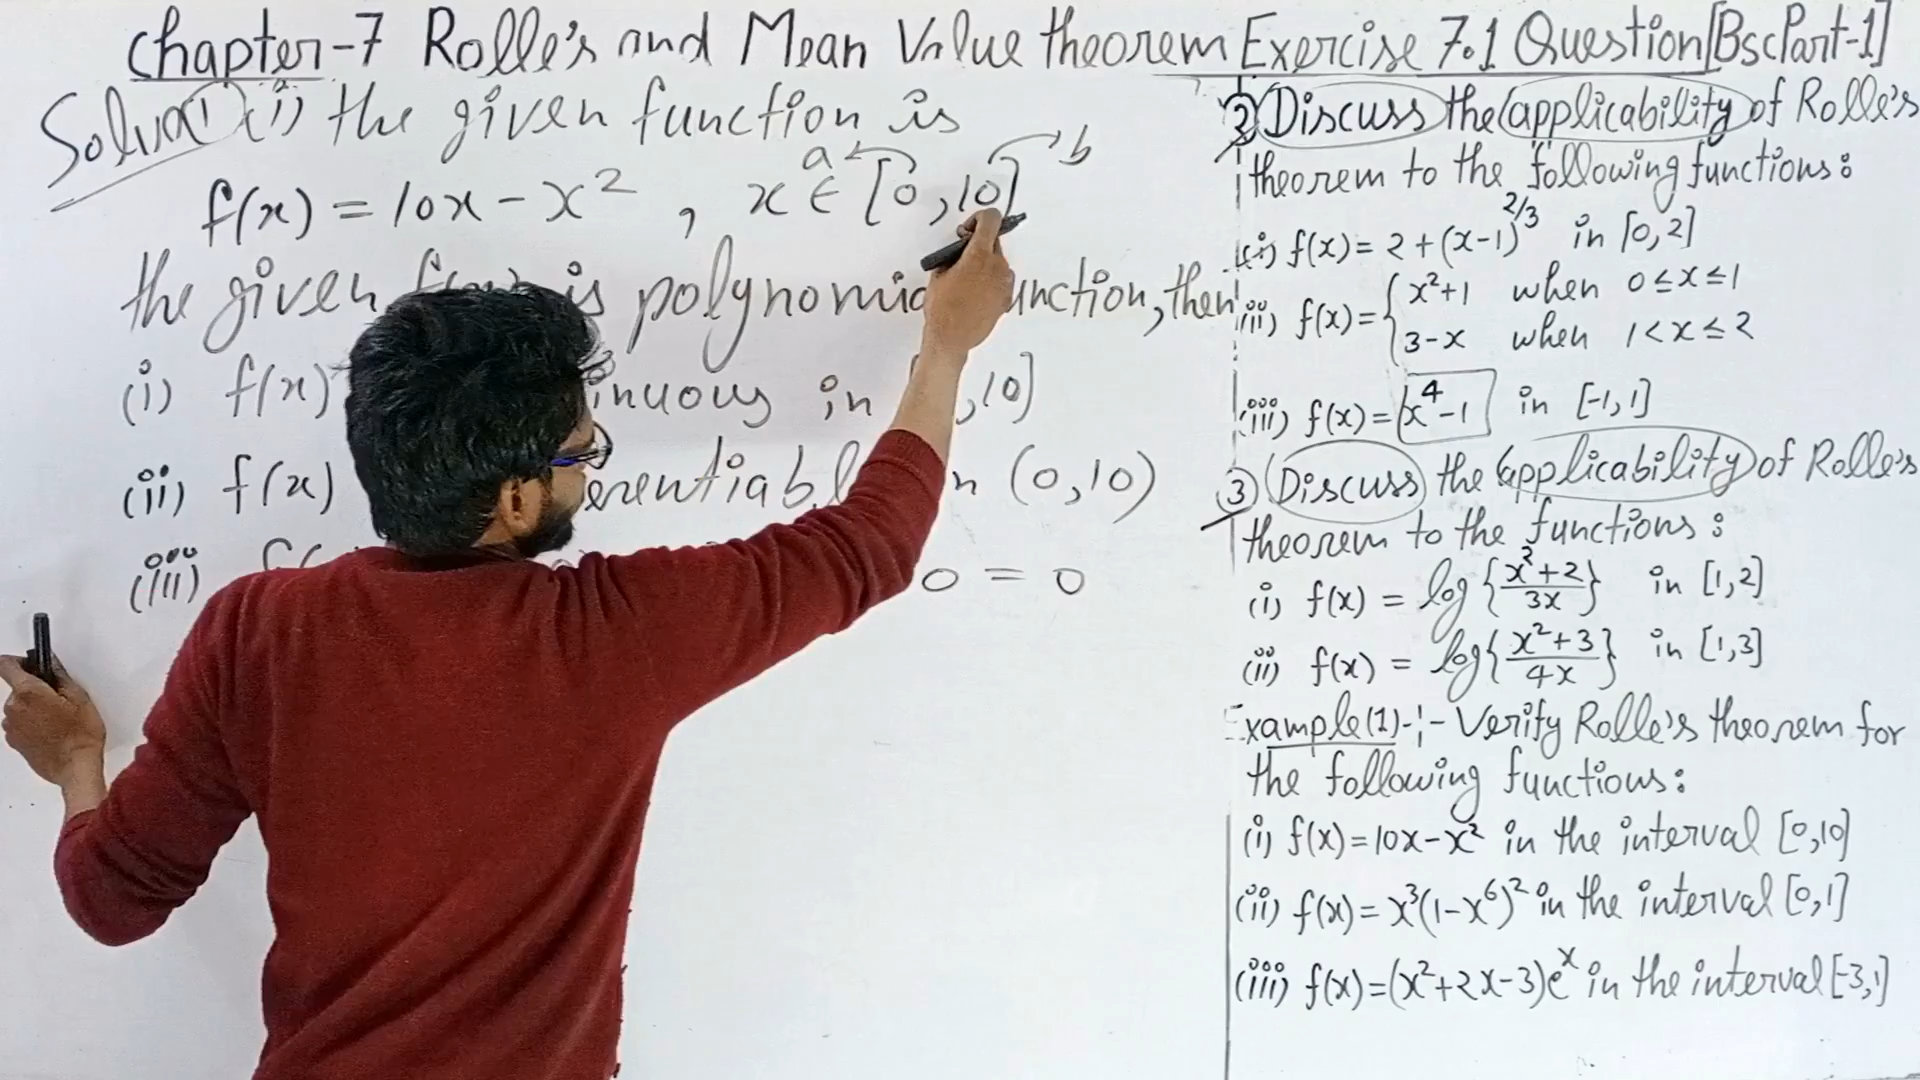 Chapter-7 Rolle's and Mean Value theorem Exercise 7.1 Question [Bsc Part-1]
(i) the given function is
a b
f(x) = 10x - x² , x ∈ [0,10]
the given is polynomial function, then
(i) f(x) in ,10]
(ii) f(x) (0,10)
(iii) 0 = 0
② Discuss the applicability of Rolle's
theorem to the following functions:
(i) f(x) = 2 + (x-1)^2/3 in [0,2]
(ii) f(x) = { x²+1 when 0 ≤ x ≤ 1
3-x when 1 < x ≤ 2
(iii) f(x) = x⁴-1 in [-1,1]
③ Discuss the applicability of Rolle's
theorem to the functions:
(i) f(x) = log { x²+2 / 3x } in [1,2]
(ii) f(x) = log { x²+3 / 4x } in [1,3]
Example(1)-:- Verify Rolle's theorem for
the following functions:
(i) f(x) = 10x - x² in the interval [0,10]
(ii) f(x) = x³(1-x⁶)² in the interval [0,1]
(iii) f(x) = (x²+2x-3)eˣ in the interval [-3,1]